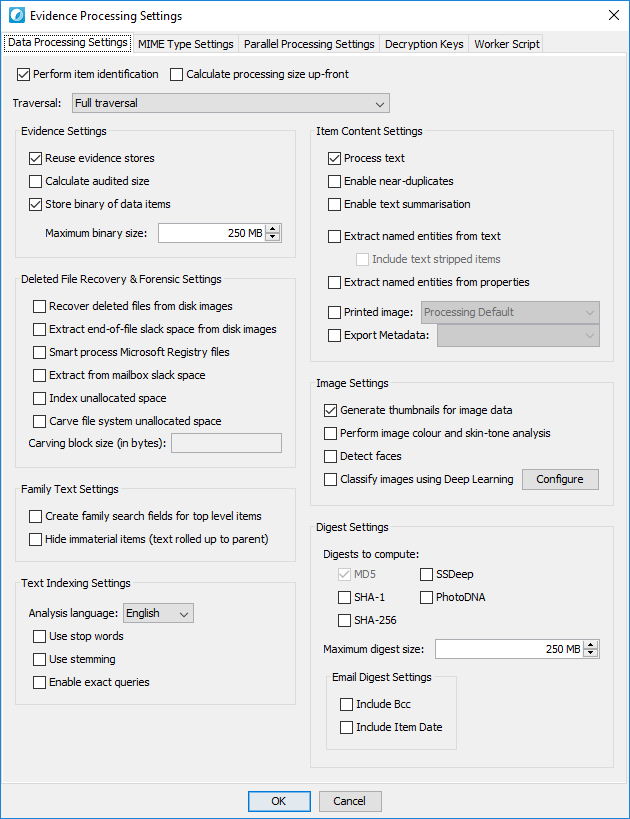 Evidence Processing Settings
Data Processing Settings MIME Type Settings Parallel Processing Settings Decryption Keys Worker Script
Perform item identification Calculate processing size up-front
Traversal: Full traversal
Evidence Settings
Reuse evidence stores
Calculate audited size
Store binary of data items
Maximum binary size: 250 MB
Deleted File Recovery & Forensic Settings
Recover deleted files from disk images
Extract end-of-file slack space from disk images
Smart process Microsoft Registry files
Extract from mailbox slack space
Index unallocated space
Carve file system unallocated space
Carving block size (in bytes):
Family Text Settings
Create family search fields for top level items
Hide immaterial items (text rolled up to parent)
Text Indexing Settings
Analysis language: English
Use stop words
Use stemming
Enable exact queries
Item Content Settings
Process text
Enable near-duplicates
Enable text summarisation
Extract named entities from text
Include text stripped items
Extract named entities from properties
Printed image: Processing Default
Export Metadata:
Image Settings
Generate thumbnails for image data
Perform image colour and skin-tone analysis
Detect faces
Classify images using Deep Learning Configure
Digest Settings
Digests to compute:
MD5 SSDeep
SHA-1 PhotoDNA
SHA-256
Maximum digest size: 250 MB
Email Digest Settings
Include Bcc
Include Item Date
OK Cancel